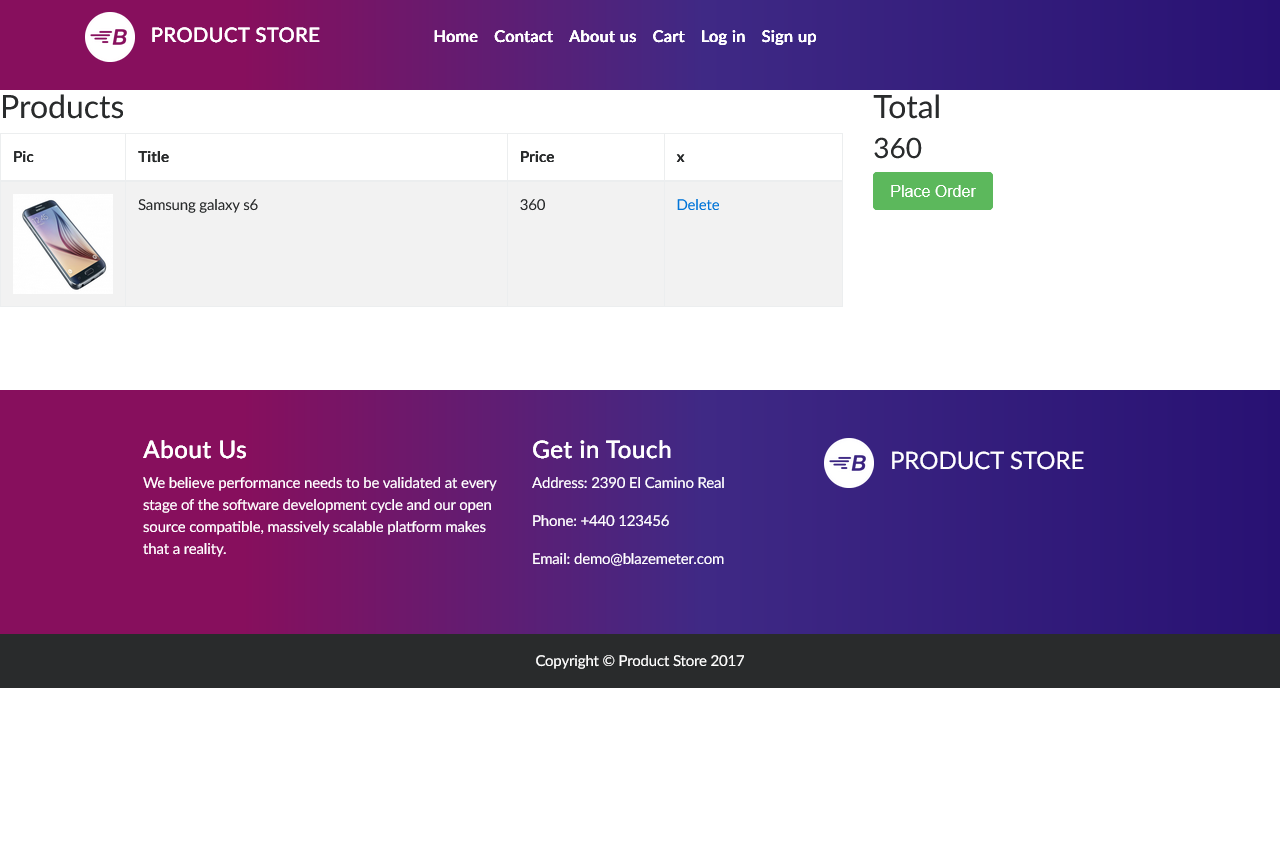 B PRODUCT STORE
Home Contact About us Cart Log in Sign up
Products
Pic Title Price x
Samsung galaxy s6 360 Delete
Total
360
Place Order
About Us
We believe performance needs to be validated at every
stage of the software development cycle and our open
source compatible, massively scalable platform makes
that a reality.
Get in Touch
Address: 2390 El Camino Real
Phone: +440 123456
Email: demo@blazemeter.com
B PRODUCT STORE
Copyright © Product Store 2017